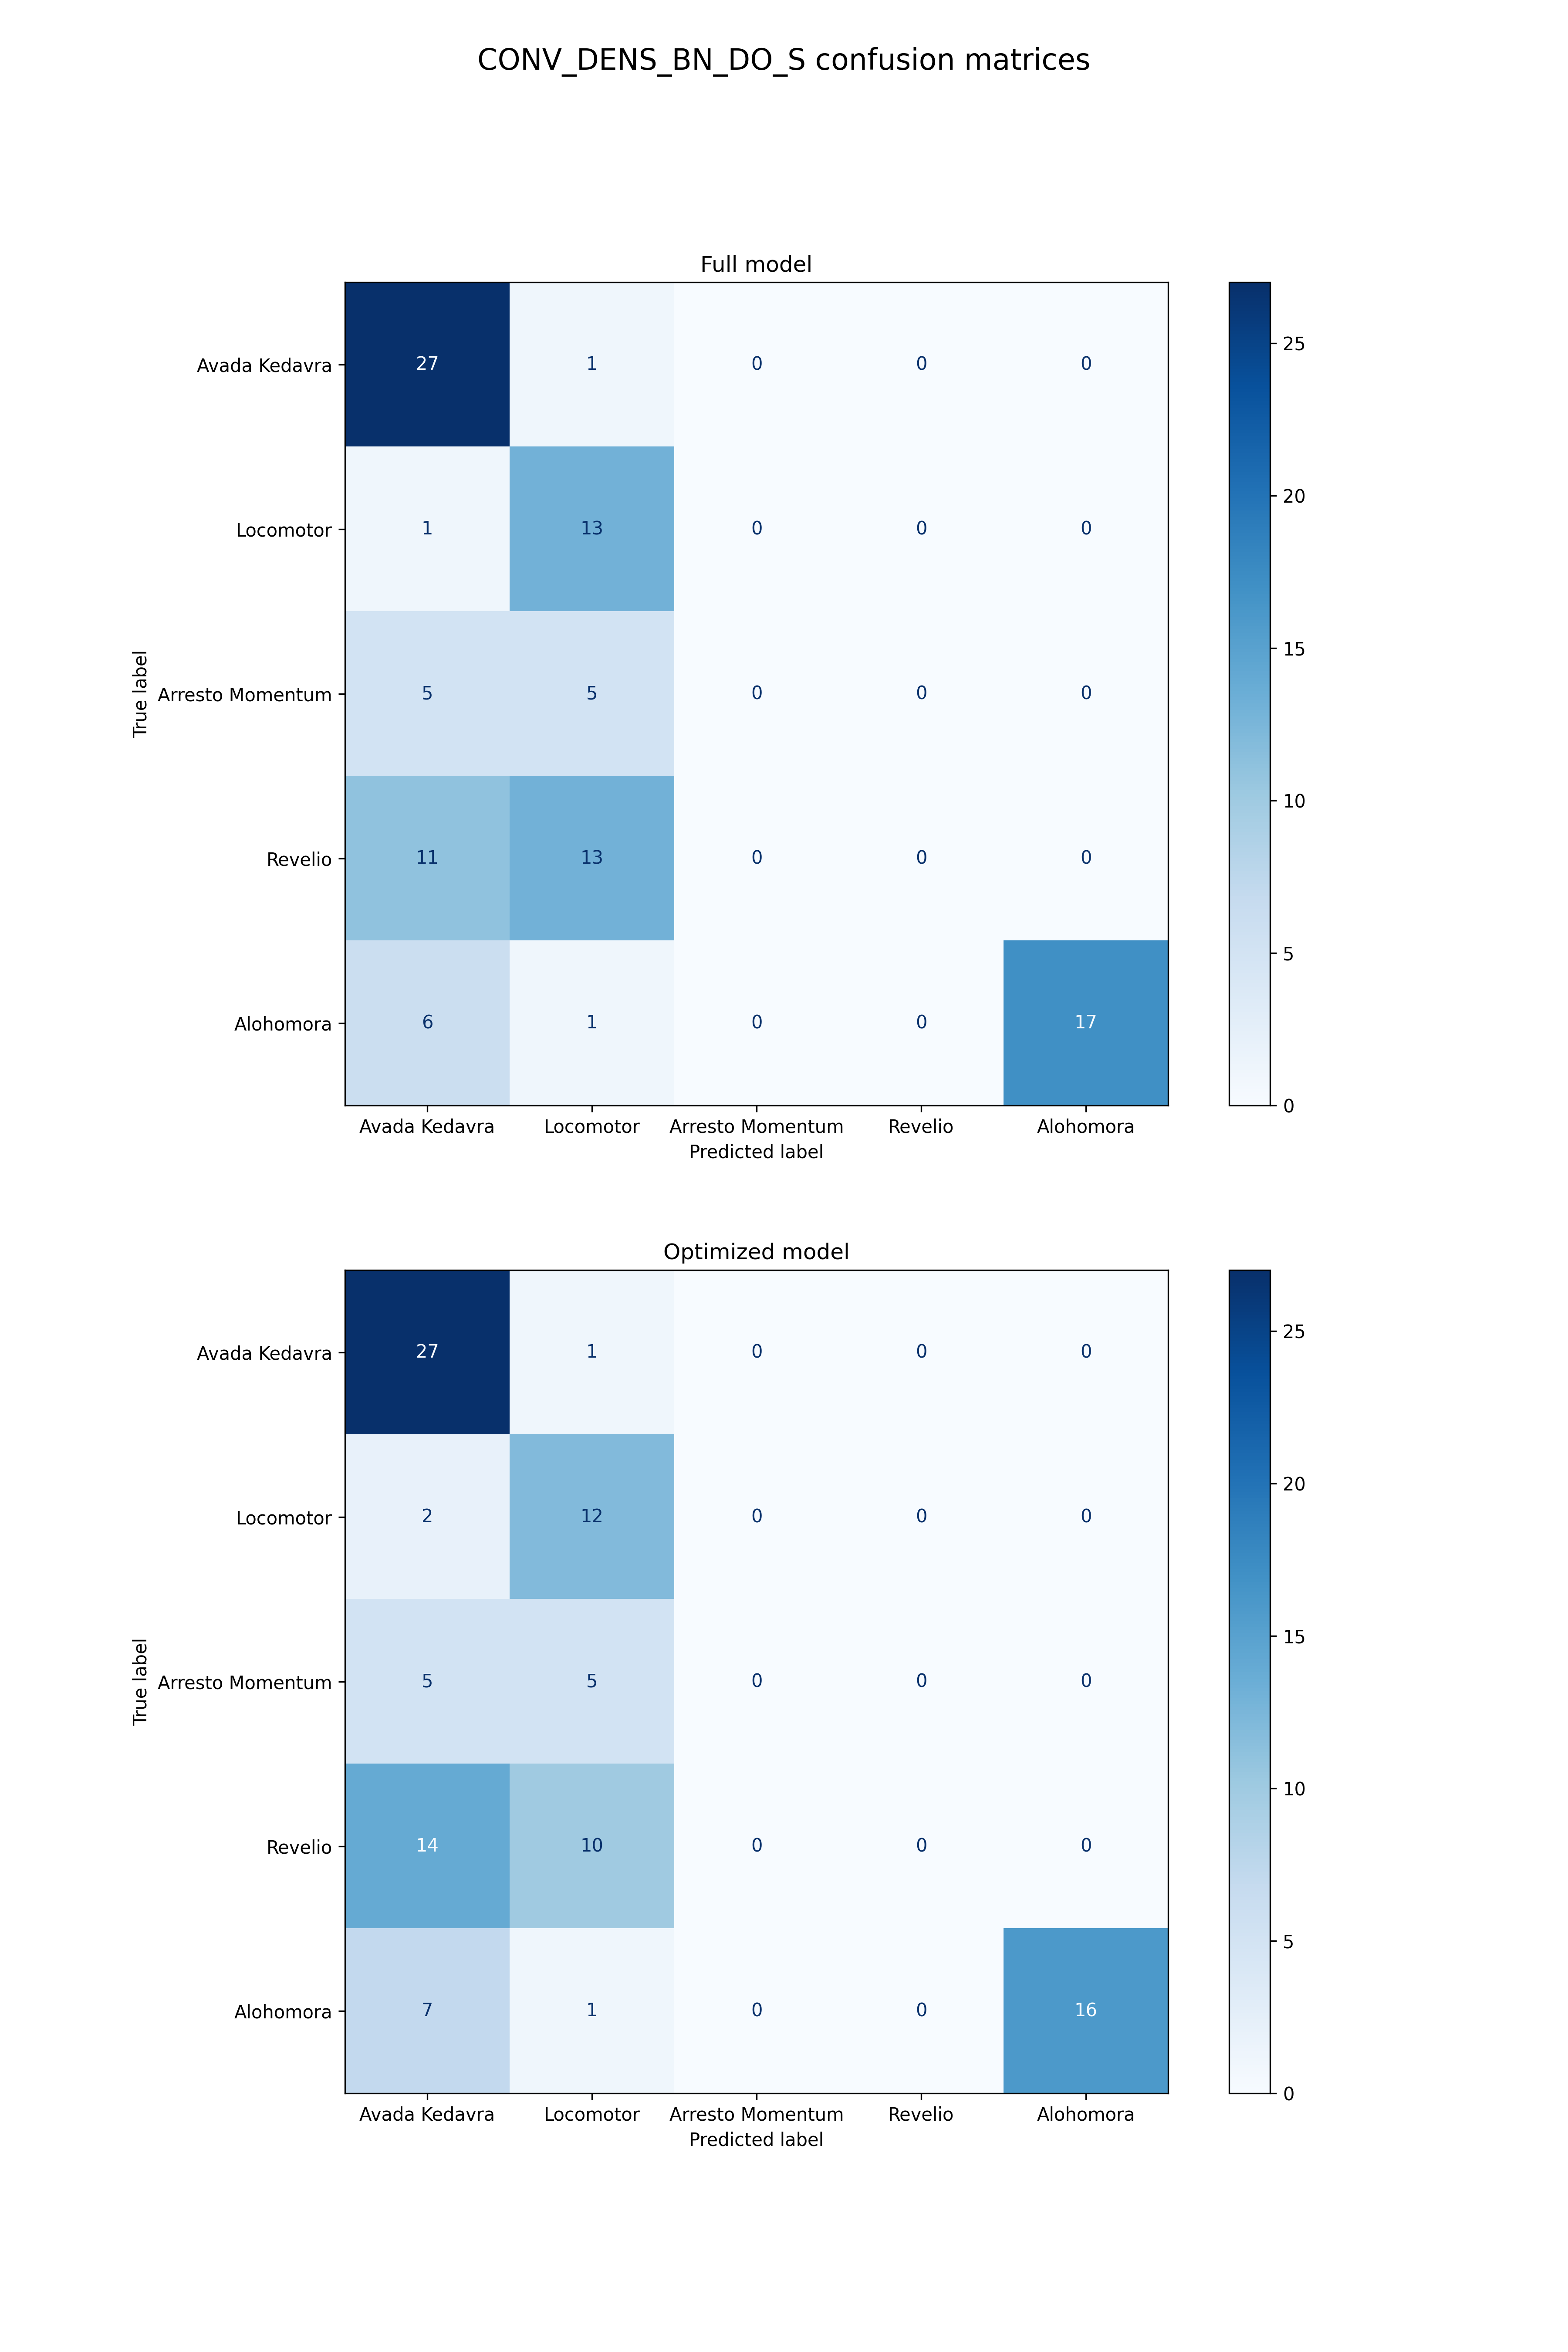 CONV_DENS_BN_DO_S confusion matrices
Full model
True label
Avada Kedavra 27 1 0 0 0
Locomotor 1 13 0 0 0
Arresto Momentum 5 5 0 0 0
Revelio 11 13 0 0 0
Alohomora 6 1 0 0 17
Avada Kedavra Locomotor Arresto Momentum Revelio Alohomora
Predicted label
25
20
15
10
5
0
Optimized model
True label
Avada Kedavra 27 1 0 0 0
Locomotor 2 12 0 0 0
Arresto Momentum 5 5 0 0 0
Revelio 14 10 0 0 0
Alohomora 7 1 0 0 16
Avada Kedavra Locomotor Arresto Momentum Revelio Alohomora
Predicted label
25
20
15
10
5
0